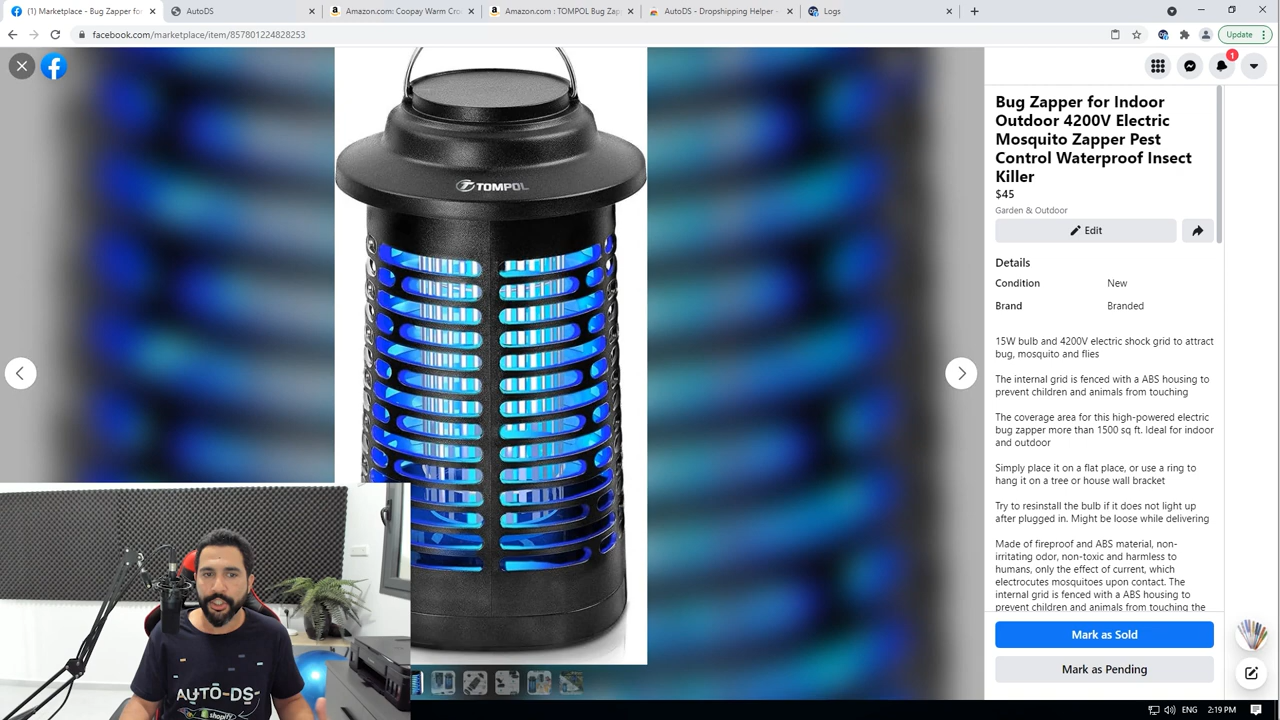 (1) Marketplace - Bug Zapper for
AutoDS
Amazon.com: Coopay Warm Cro
Amazon.com : TOMPOL Bug Zap
AutoDS - Dropshipping Helper -
Logs
facebook.com/marketplace/item/857801224828253
Update
1
Bug Zapper for Indoor
Outdoor 4200V Electric
Mosquito Zapper Pest
Control Waterproof Insect
Killer
$45
Garden & Outdoor
Edit
Details
Condition New
Brand Branded
15W bulb and 4200V electric shock grid to attract
bug, mosquito and flies
The internal grid is fenced with a ABS housing to
prevent children and animals from touching
The coverage area for this high-powered electric
bug zapper more than 1500 sq ft. Ideal for indoor
and outdoor
Simply place it on a flat place, or use a ring to
hang it on a tree or house wall bracket
Try to resinstall the bulb if it does not light up
after plugged in. Might be loose while delivering
Made of fireproof and ABS material, non-
irritating odor, non-toxic and harmless to
humans, only the effect of current, which
electrocutes mosquitoes upon contact. The
internal grid is fenced with a ABS housing to
prevent children and animals from touching the
Mark as Sold
Mark as Pending
TOMPOL
AUTO-DS
shopify
ENG 2:19 PM